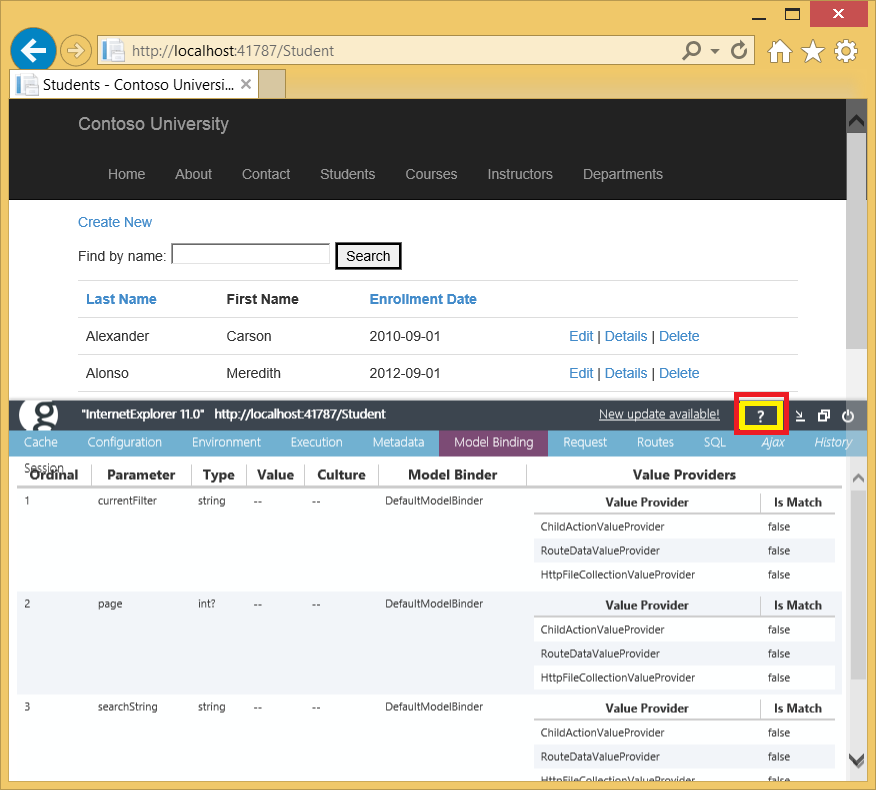 http://localhost:41787/Student
Students - Contoso Universi...
Contoso University
Home About Contact Students Courses Instructors Departments
Create New
Find by name: Search
Last Name First Name Enrollment Date
Alexander Carson 2010-09-01 Edit | Details | Delete
Alonso Meredith 2012-09-01 Edit | Details | Delete
g "InternetExplorer 11.0" http://localhost:41787/Student New update available! ?
Cache Configuration Environment Execution Metadata Model Binding Request Routes SQL Ajax History
Session
Ordinal Parameter Type Value Culture Model Binder Value Providers
1 currentFilter string -- -- DefaultModelBinder Value Provider Is Match
ChildActionValueProvider false
RouteDataValueProvider false
HttpFileCollectionValueProvider false
2 page int? -- -- DefaultModelBinder Value Provider Is Match
ChildActionValueProvider false
RouteDataValueProvider false
HttpFileCollectionValueProvider false
3 searchString string -- -- DefaultModelBinder Value Provider Is Match
ChildActionValueProvider false
RouteDataValueProvider false
HttpFileCollectionValueProvider false